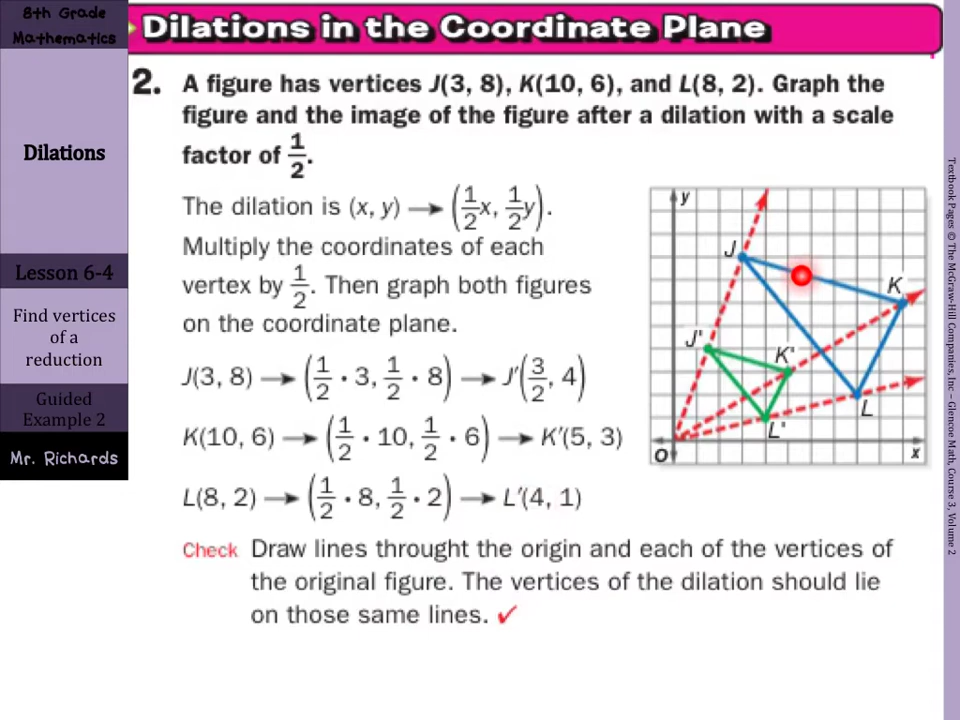 8th Grade
Mathematics
Dilations
Lesson 6-4
Find vertices
of a
reduction
Guided
Example 2
Mr. Richards
Dilations in the Coordinate Plane
2. A figure has vertices J(3, 8), K(10, 6), and L(8, 2). Graph the
figure and the image of the figure after a dilation with a scale
factor of 1/2.
The dilation is (x, y) → (1/2x, 1/2y).
Multiply the coordinates of each
vertex by 1/2. Then graph both figures
on the coordinate plane.
J(3, 8) → (1/2 · 3, 1/2 · 8) → J′(3/2, 4)
K(10, 6) → (1/2 · 10, 1/2 · 6) → K′(5, 3)
L(8, 2) → (1/2 · 8, 1/2 · 2) → L′(4, 1)
Check Draw lines throught the origin and each of the vertices of
the original figure. The vertices of the dilation should lie
on those same lines. ✓
y
J
K
J'
K'
L
L'
O
x
Textbook Pages © The McGraw-Hill Companies, Inc – Glencoe Math, Course 3, Volume 2